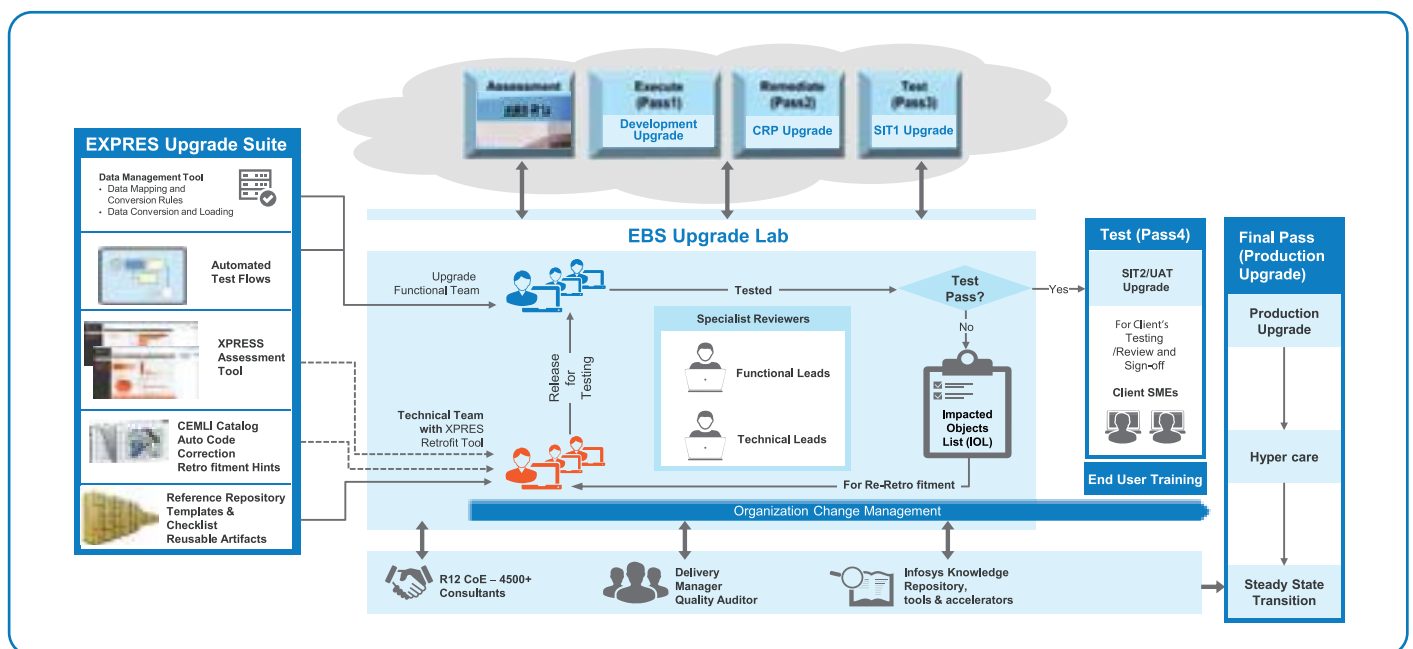 Assessment
EBS R12
Execute
(Pass1)
Development
Upgrade
Remediate
(Pass2)
CRP Upgrade
Test
(Pass3)
SIT1 Upgrade
EXPRES Upgrade Suite
Data Management Tool
• Data Mapping and
Conversion Rules
• Data Conversion and Loading
Automated
Test Flows
XPRESS
Assessment
Tool
CEMLI Catalog
Auto Code
Correction
Retro fitment Hints
Reference Repository
Templates &
Checklist
Reusable Artifacts
EBS Upgrade Lab
Upgrade
Functional Team
Tested
Test
Pass?
Yes
No
Specialist Reviewers
Functional Leads
Technical Leads
Release
for
Testing
Technical Team
with XPRES
Retrofit Tool
Impacted
Objects
List (IOL)
For Re-Retro fitment
Organization Change Management
Test (Pass4)
SIT2/UAT
Upgrade
For Client's
Testing
/Review and
Sign-off
Client SMEs
End User Training
Final Pass
(Production
Upgrade)
Production
Upgrade
Hyper care
Steady State
Transition
R12 CoE – 4500+
Consultants
Delivery
Manager
Quality Auditor
Infosys Knowledge
Repository,
tools & accelerators